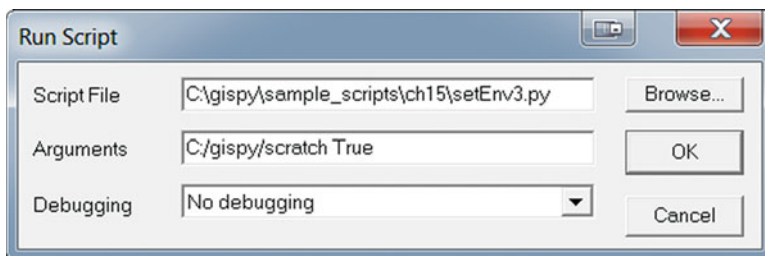 Run Script
Script File C:\gispy\sample_scripts\ch15\setEnv3.py Browse...
Arguments C:/gispy/scratch True OK
Debugging No debugging Cancel